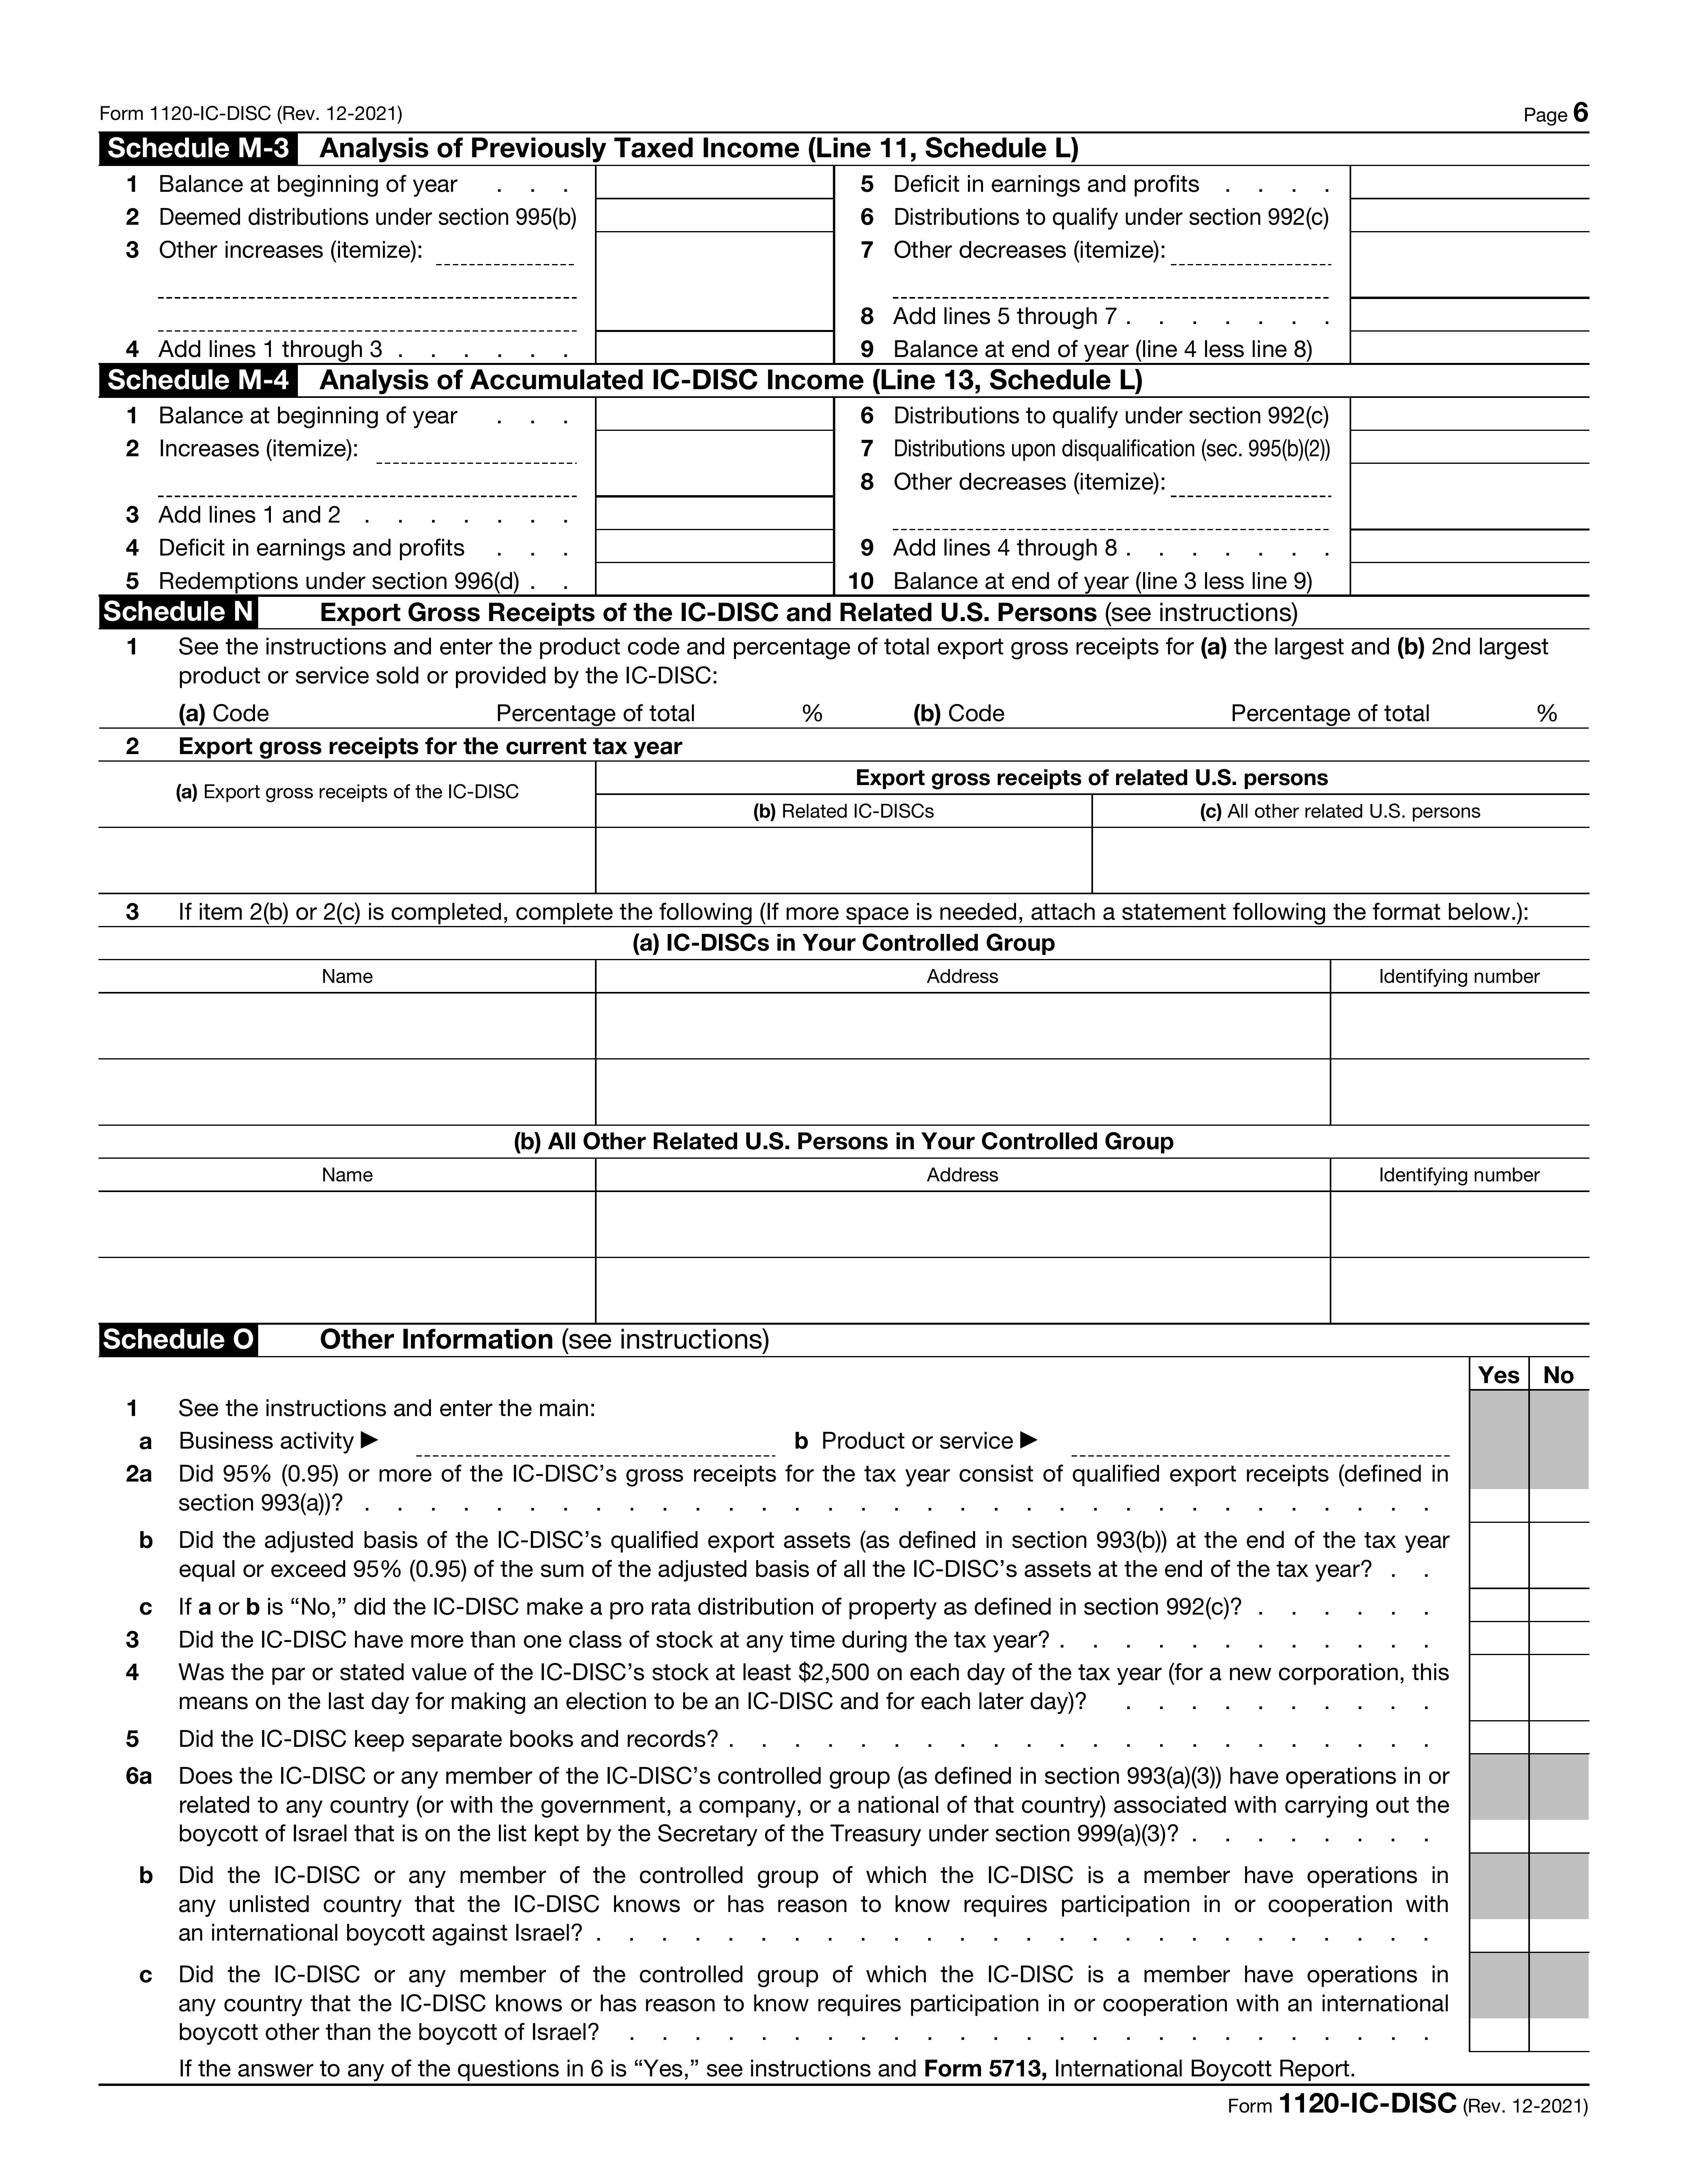 Form 1120-IC-DISC (Rev. 12-2021)
Page 6
Schedule M-3 Analysis of Previously Taxed Income (Line 11, Schedule L)
1 Balance at beginning of year . . .
2 Deemed distributions under section 995(b)
3 Other increases (itemize):
4 Add lines 1 through 3 . . . . . .
5 Deficit in earnings and profits . . . .
6 Distributions to qualify under section 992(c)
7 Other decreases (itemize):
8 Add lines 5 through 7 . . . . . . .
9 Balance at end of year (line 4 less line 8)
Schedule M-4 Analysis of Accumulated IC-DISC Income (Line 13, Schedule L)
1 Balance at beginning of year . . .
2 Increases (itemize):
3 Add lines 1 and 2 . . . . . . .
4 Deficit in earnings and profits . . .
5 Redemptions under section 996(d) . .
6 Distributions to qualify under section 992(c)
7 Distributions upon disqualification (sec. 995(b)(2))
8 Other decreases (itemize):
9 Add lines 4 through 8 . . . . . . .
10 Balance at end of year (line 3 less line 9)
Schedule N Export Gross Receipts of the IC-DISC and Related U.S. Persons (see instructions)
1 See the instructions and enter the product code and percentage of total export gross receipts for (a) the largest and (b) 2nd largest
product or service sold or provided by the IC-DISC:
(a) Code Percentage of total % (b) Code Percentage of total %
2 Export gross receipts for the current tax year
(a) Export gross receipts of the IC-DISC
Export gross receipts of related U.S. persons
(b) Related IC-DISCs
(c) All other related U.S. persons
3 If item 2(b) or 2(c) is completed, complete the following (If more space is needed, attach a statement following the format below.):
(a) IC-DISCs in Your Controlled Group
Name Address Identifying number
(b) All Other Related U.S. Persons in Your Controlled Group
Name Address Identifying number
Schedule O Other Information (see instructions)
Yes No
1 See the instructions and enter the main:
a Business activity ▶ b Product or service ▶
2a Did 95% (0.95) or more of the IC-DISC’s gross receipts for the tax year consist of qualified export receipts (defined in
section 993(a))? . . . . . . . . . . . . . . . . . . . . . . . . . . . . . . . . .
b Did the adjusted basis of the IC-DISC’s qualified export assets (as defined in section 993(b)) at the end of the tax year
equal or exceed 95% (0.95) of the sum of the adjusted basis of all the IC-DISC’s assets at the end of the tax year? . .
c If a or b is “No,” did the IC-DISC make a pro rata distribution of property as defined in section 992(c)? . . . . . .
3 Did the IC-DISC have more than one class of stock at any time during the tax year? . . . . . . . . . . . .
4 Was the par or stated value of the IC-DISC’s stock at least $2,500 on each day of the tax year (for a new corporation, this
means on the last day for making an election to be an IC-DISC and for each later day)? . . . . . . . . . .
5 Did the IC-DISC keep separate books and records? . . . . . . . . . . . . . . . . . . . . . .
6a Does the IC-DISC or any member of the IC-DISC’s controlled group (as defined in section 993(a)(3)) have operations in or
related to any country (or with the government, a company, or a national of that country) associated with carrying out the
boycott of Israel that is on the list kept by the Secretary of the Treasury under section 999(a)(3)? . . . . . . . .
b Did the IC-DISC or any member of the controlled group of which the IC-DISC is a member have operations in
any unlisted country that the IC-DISC knows or has reason to know requires participation in or cooperation with
an international boycott against Israel? . . . . . . . . . . . . . . . . . . . . . . . . . .
c Did the IC-DISC or any member of the controlled group of which the IC-DISC is a member have operations in
any country that the IC-DISC knows or has reason to know requires participation in or cooperation with an international
boycott other than the boycott of Israel? . . . . . . . . . . . . . . . . . . . . . . . . .
If the answer to any of the questions in 6 is “Yes,” see instructions and Form 5713, International Boycott Report.
Form 1120-IC-DISC (Rev. 12-2021)